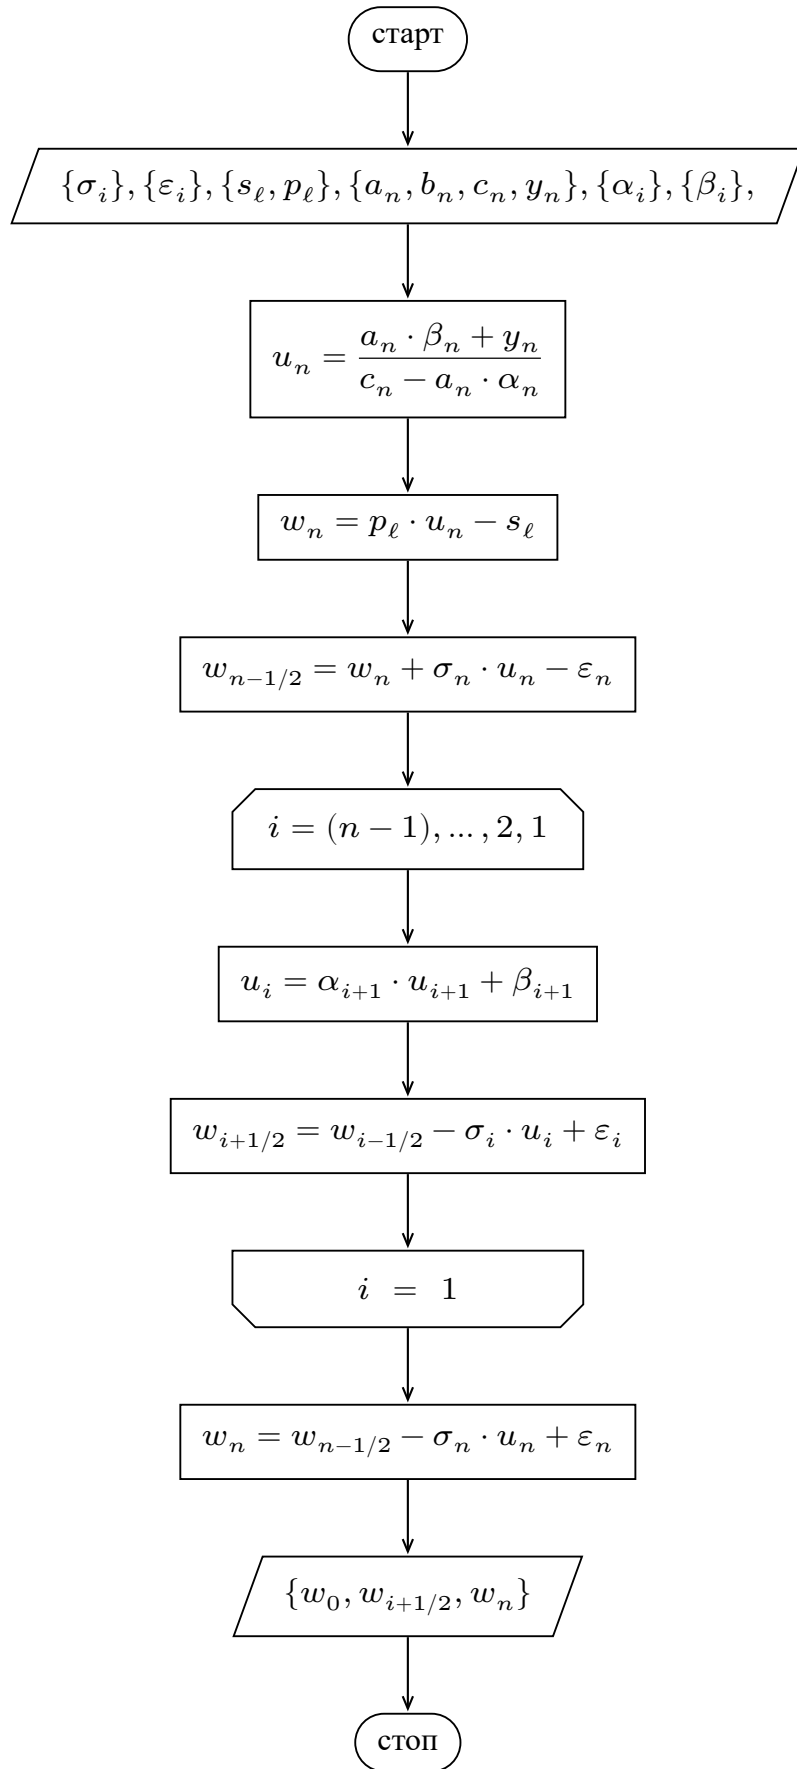 старт
{σ_i}, {ε_i}, {s_ℓ, p_ℓ}, {a_n, b_n, c_n, y_n}, {α_i}, {β_i},
u_n = \frac{a_n · β_n + y_n}{c_n − a_n · α_n}
w_n = p_ℓ · u_n − s_ℓ
w_{n−1/2} = w_n + σ_n · u_n − ε_n
i = (n − 1), … , 2, 1
u_i = α_{i+1} · u_{i+1} + β_{i+1}
w_{i+1/2} = w_{i−1/2} − σ_i · u_i + ε_i
i = 1
w_n = w_{n−1/2} − σ_n · u_n + ε_n
{w_0, w_{i+1/2}, w_n}
стоп